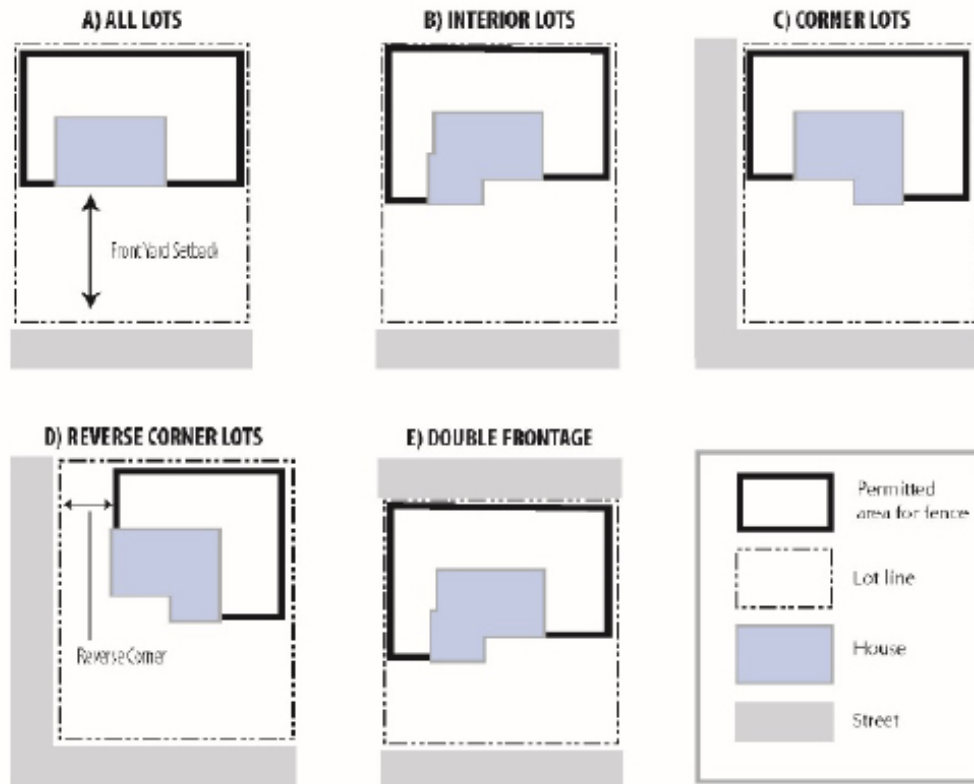 A) ALL LOTS
B) INTERIOR LOTS
C) CORNER LOTS
Front Yard Setback
D) REVERSE CORNER LOTS
E) DOUBLE FRONTAGE
Reverse Corner
Permitted
area for fence
Lot line
House
Street